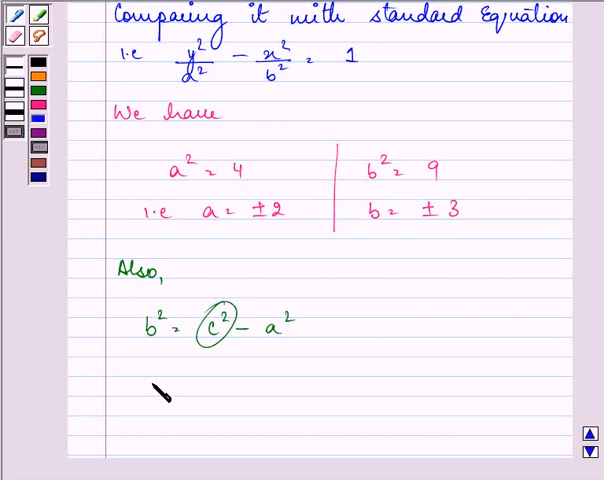 Comparing it with standard Equation
i.e y²/a² - x²/b² = 1
We have
a² = 4 | b² = 9
i.e a = ±2 | b = ±3
Also,
b² = c² - a²